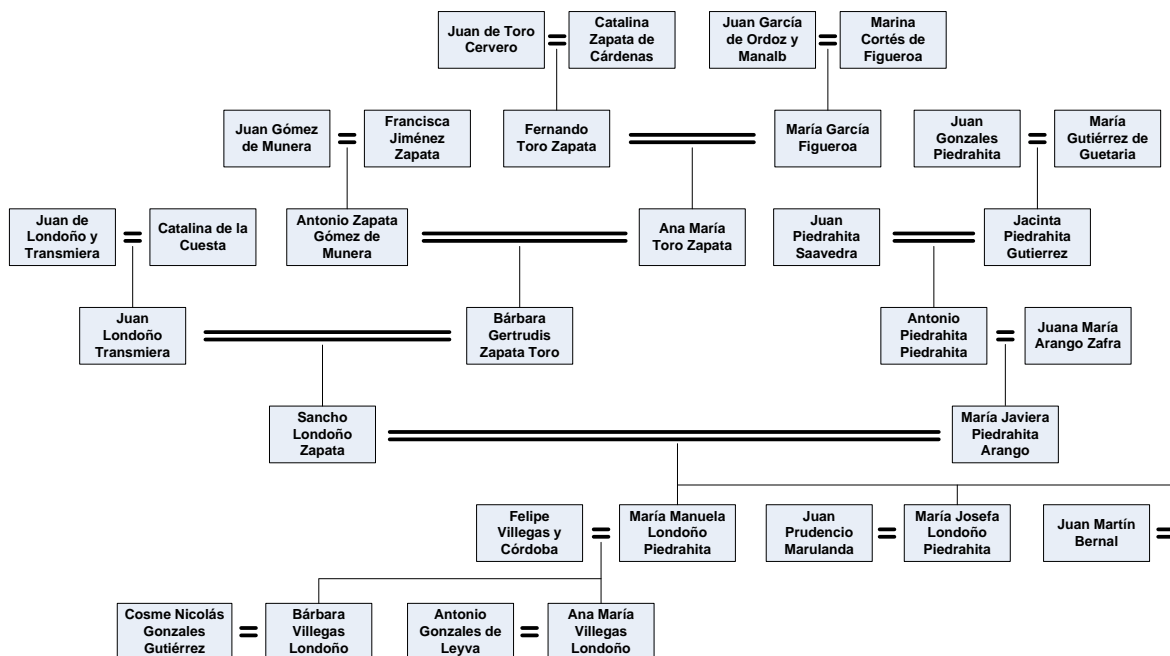 Juan de Toro
Cervero
Catalina
Zapata de
Cárdenas
Juan García
de Ordoz y
Manalb
Marina
Cortés de
Figueroa
Juan Gómez
de Munera
Francisca
Jiménez
Zapata
Fernando
Toro Zapata
María García
Figueroa
Juan
Gonzales
Piedrahita
María
Gutiérrez de
Guetaria
Juan de
Londoño y
Transmiera
Catalina de la
Cuesta
Antonio Zapata
Gómez de
Munera
Ana María
Toro Zapata
Juan
Piedrahita
Saavedra
Jacinta
Piedrahita
Gutierrez
Juan
Londoño
Transmiera
Bárbara
Gertrudis
Zapata Toro
Antonio
Piedrahita
Piedrahita
Juana María
Arango Zafra
Sancho
Londoño
Zapata
María Javiera
Piedrahita
Arango
Felipe
Villegas y
Córdoba
María Manuela
Londoño
Piedrahita
Juan
Prudencio
Marulanda
María Josefa
Londoño
Piedrahita
Juan Martín
Bernal
Cosme Nicolás
Gonzales
Gutiérrez
Bárbara
Villegas
Londoño
Antonio
Gonzales de
Leyva
Ana María
Villegas
Londoño